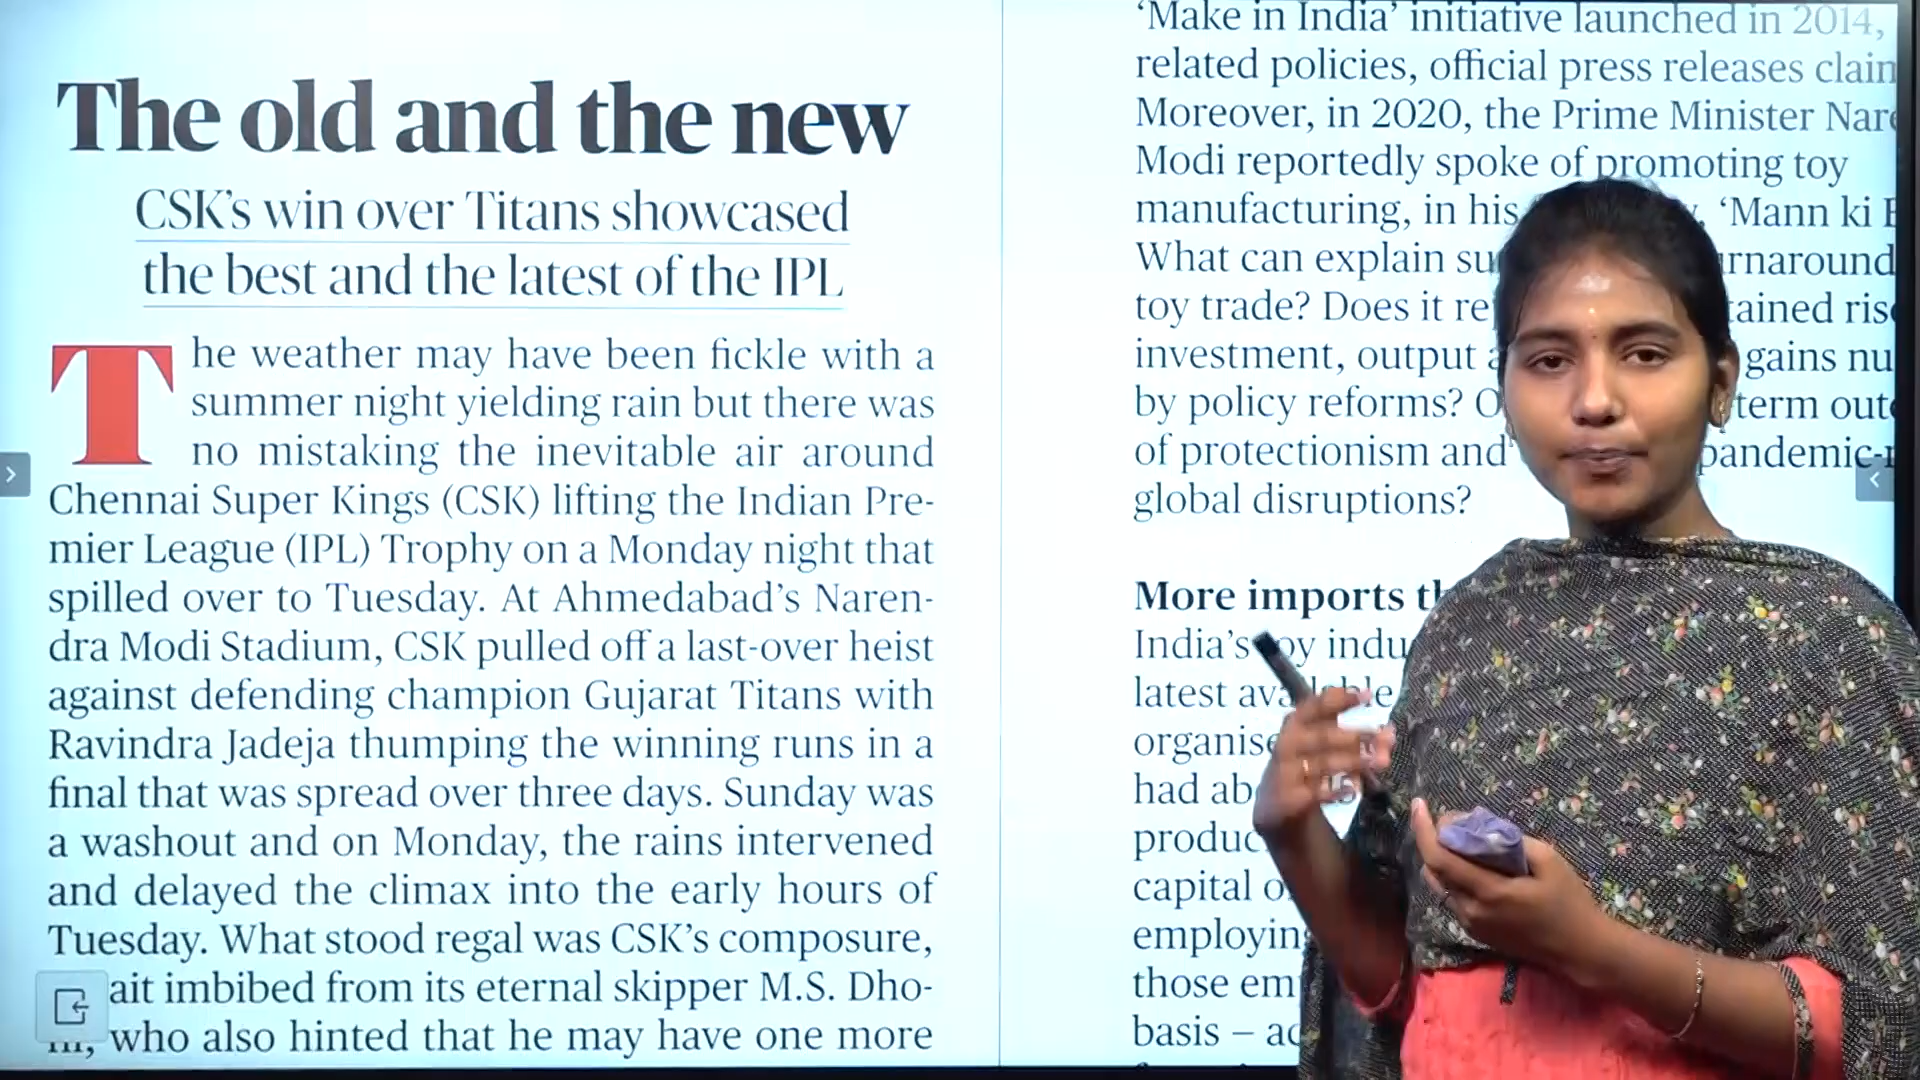 The old and the new
CSK's win over Titans showcased
the best and the latest of the IPL
The weather may have been fickle with a
summer night yielding rain but there was
no mistaking the inevitable air around
Chennai Super Kings (CSK) lifting the Indian Pre-
mier League (IPL) Trophy on a Monday night that
spilled over to Tuesday. At Ahmedabad's Naren-
dra Modi Stadium, CSK pulled off a last-over heist
against defending champion Gujarat Titans with
Ravindra Jadeja thumping the winning runs in a
final that was spread over three days. Sunday was
a washout and on Monday, the rains intervened
and delayed the climax into the early hours of
Tuesday. What stood regal was CSK's composure,
ait imbibed from its eternal skipper M.S. Dho-
who also hinted that he may have one more
'Make in India' initiative launched in 2014,
related policies, official press releases claim
Moreover, in 2020, the Prime Minister Nare
Modi reportedly spoke of promoting toy
manufacturing, in his 'Mann ki B
What can explain su urnaround
toy trade? Does it re tained rise
investment, output a gains nu
by policy reforms? O term outc
of protectionism and pandemic-r
global disruptions?
More imports th
India's toy indu
latest available
organise
had ab
produc
capital o
employing
those em
basis – ac